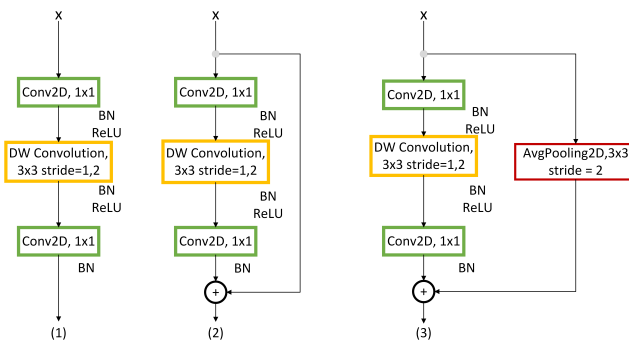 X
Conv2D, 1x1
BN
ReLU
DW Convolution,
3x3 stride=1,2
BN
ReLU
Conv2D, 1x1
BN
(1)
X
Conv2D, 1x1
BN
ReLU
DW Convolution,
3x3 stride=1,2
BN
ReLU
Conv2D, 1x1
BN
+
(2)
X
Conv2D, 1x1
BN
ReLU
DW Convolution,
3x3 stride=1,2
AvgPooling2D,3x3
stride = 2
BN
ReLU
Conv2D, 1x1
BN
+
(3)